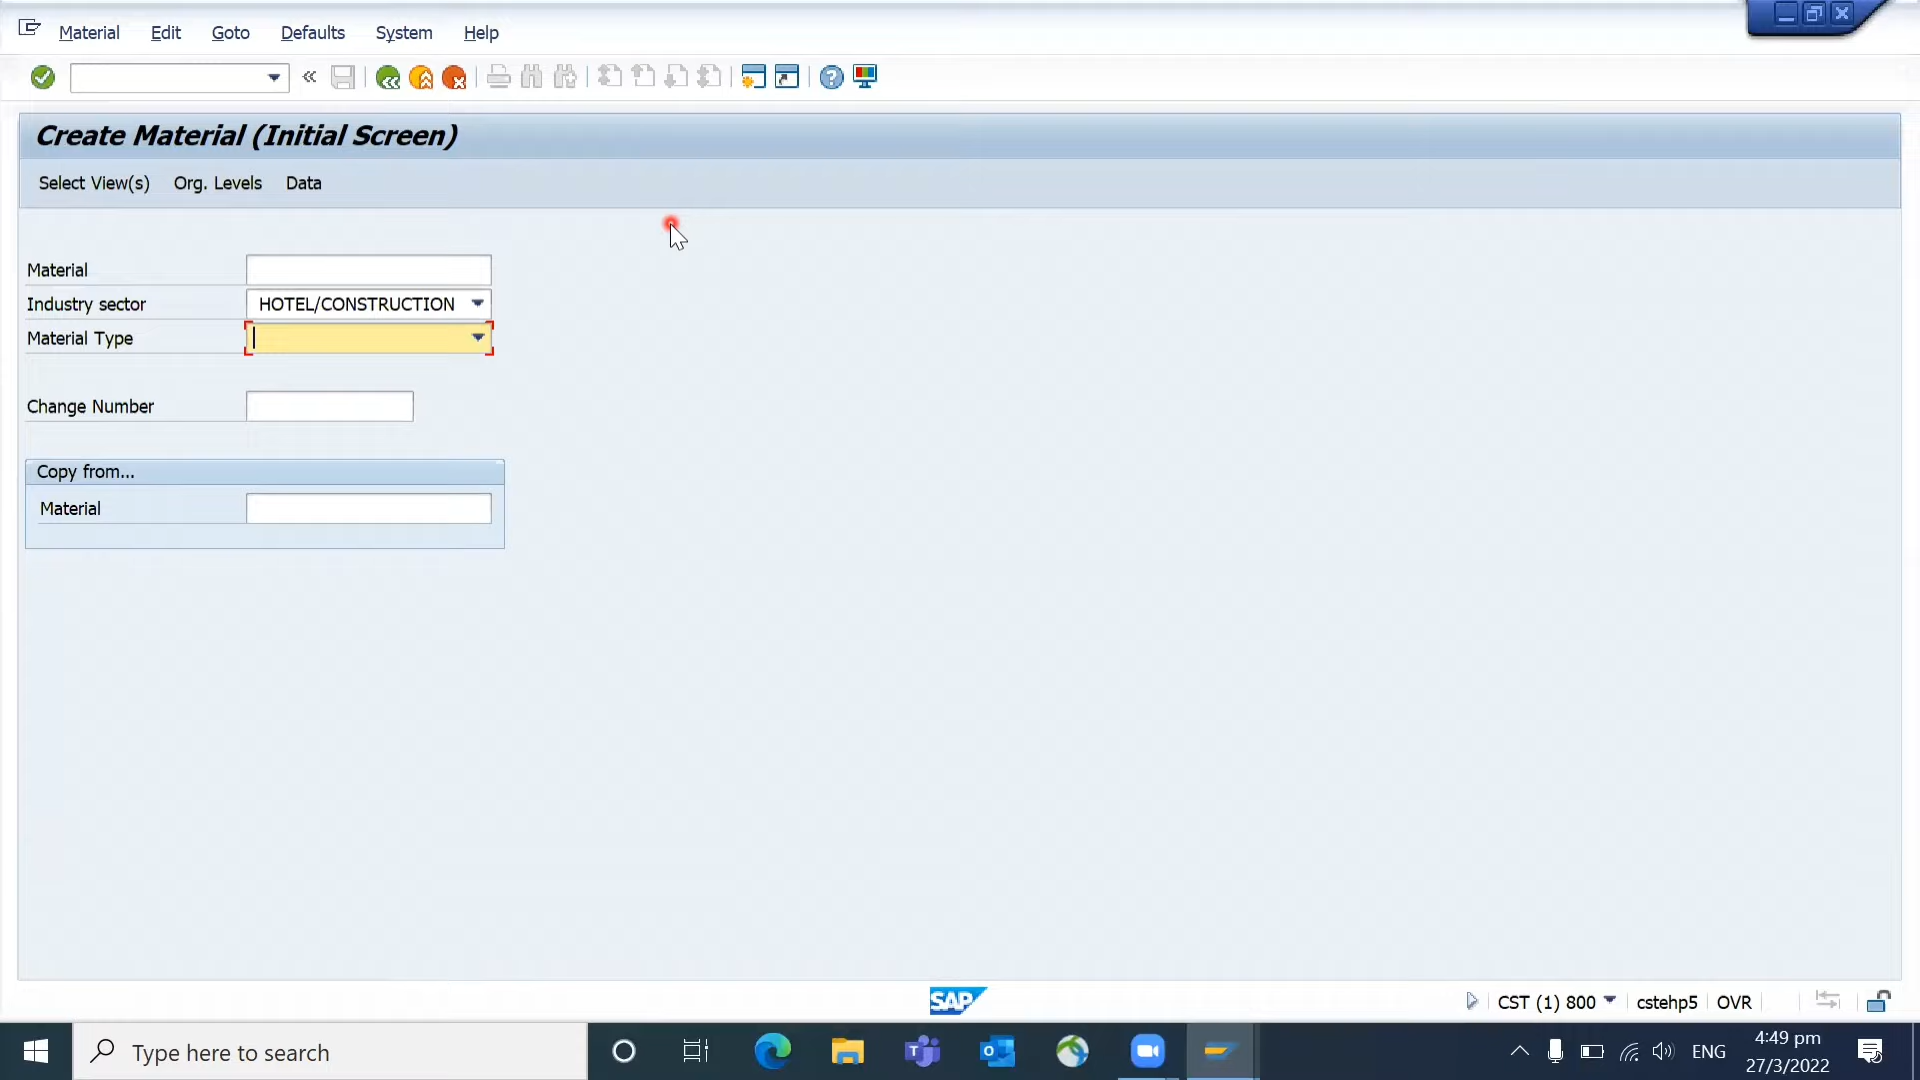 Material Edit Goto Defaults System Help
Create Material (Initial Screen)
Select View(s) Org. Levels Data
Material
Industry sector HOTEL/CONSTRUCTION
Material Type
Change Number
Copy from...
Material
SAP CST (1) 800 cstehp5 OVR
Type here to search ENG 4:49 pm
27/3/2022